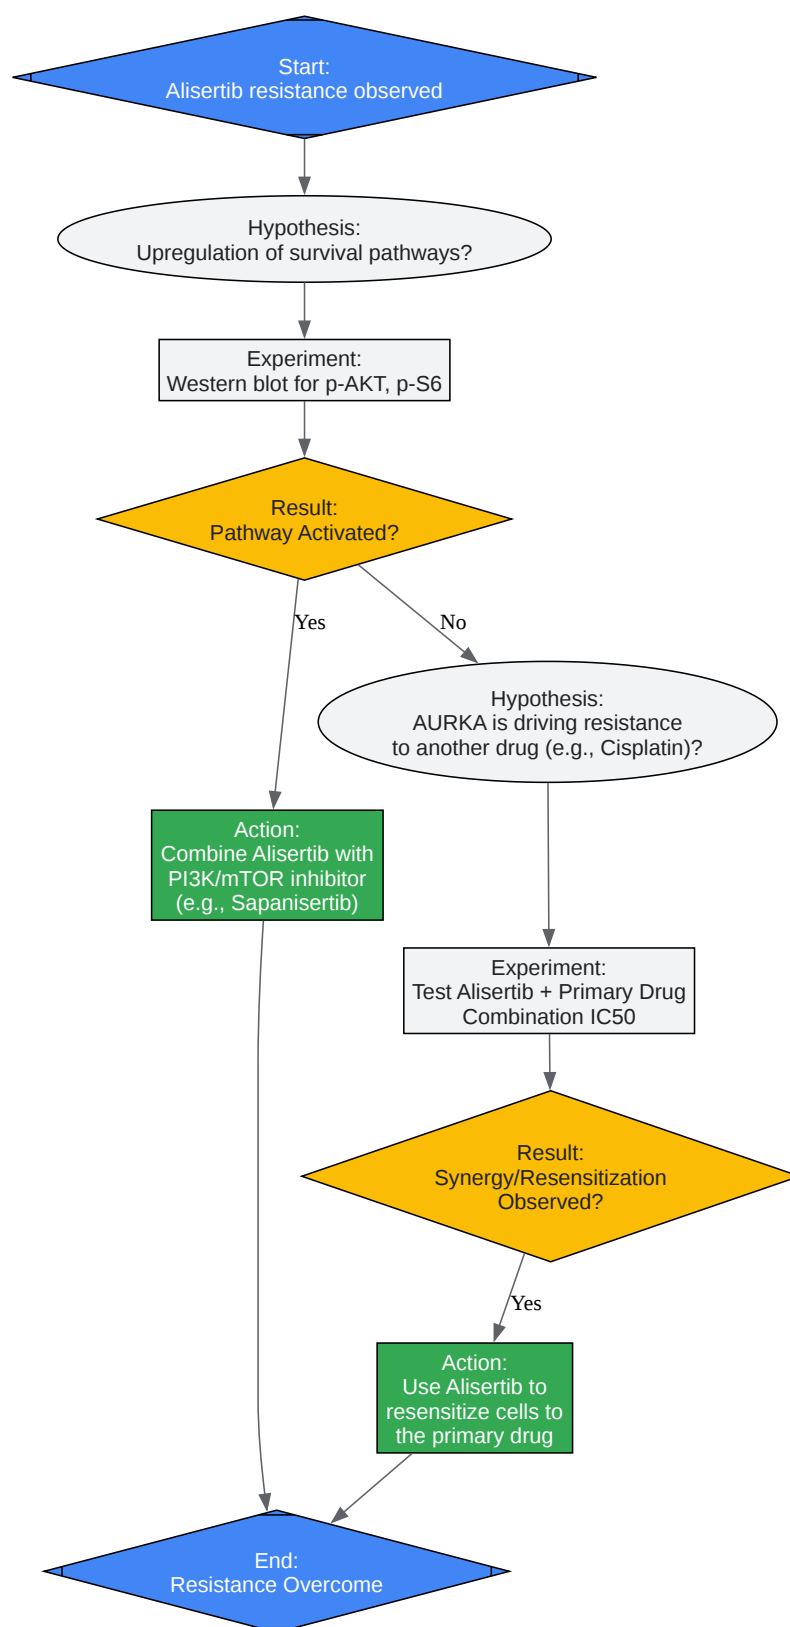 Start:
Alisertib resistance observed
Hypothesis:
Upregulation of survival pathways?
Experiment:
Western blot for p-AKT, p-S6
Result:
Pathway Activated?
Yes
No
Hypothesis:
AURKA is driving resistance
to another drug (e.g., Cisplatin)?
Action:
Combine Alisertib with
PI3K/mTOR inhibitor
(e.g., Sapanisertib)
Experiment:
Test Alisertib + Primary Drug
Combination IC50
Result:
Synergy/Resensitization
Observed?
Yes
Action:
Use Alisertib to
resensitize cells to
the primary drug
End:
Resistance Overcome